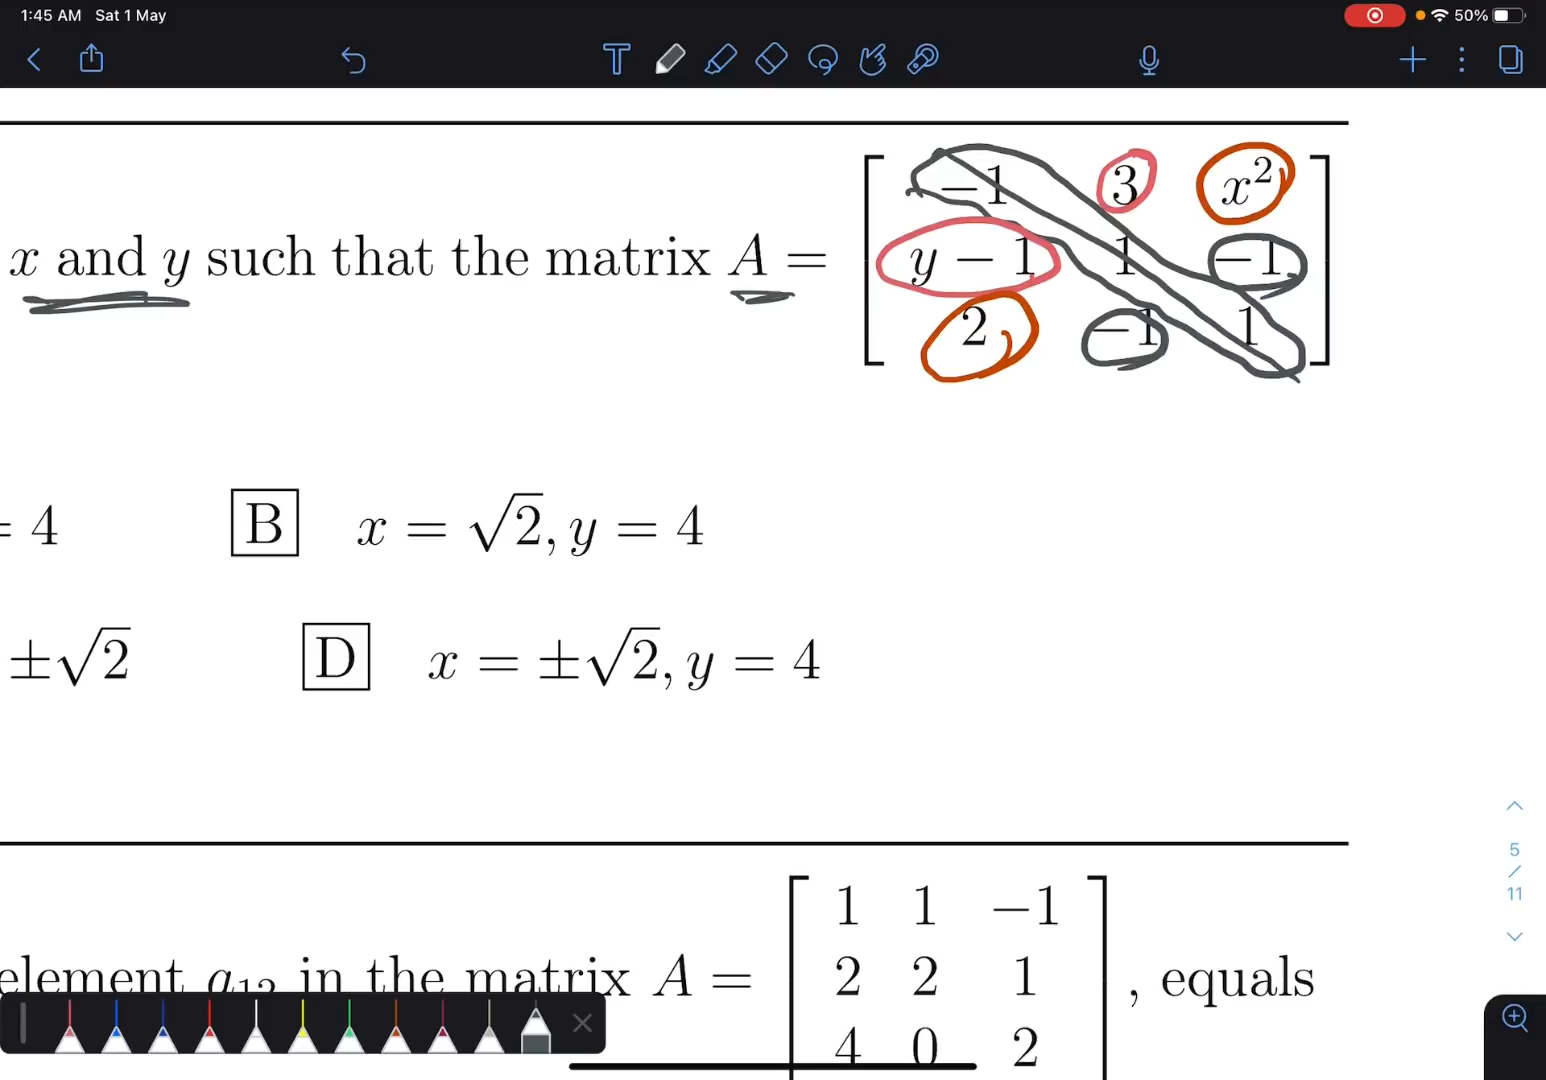 1:45 AM Sat 1 May 50%
x and y such that the matrix A =
−1 3 x²
y − 1 1 −1
2 −1 1
= 4 B x = √2, y = 4
±√2 D x = ±√2, y = 4
5
/
11
element a₁₂ in the matrix A =
1 1 −1
2 2 1
4 0 2
, equals